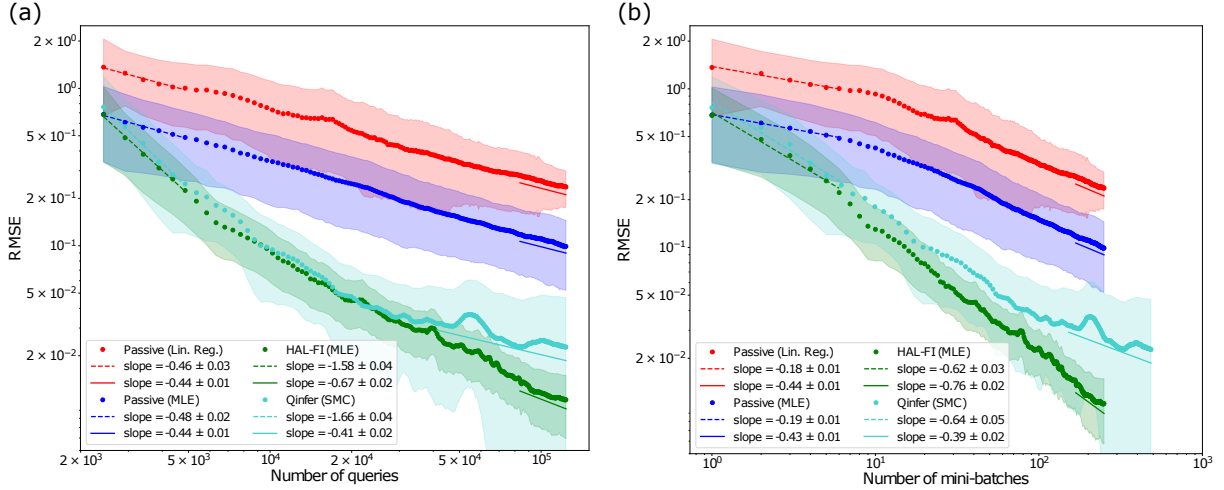 (a)
(b)
2 × 10⁰
10⁰
5 × 10⁻¹
2 × 10⁻¹
10⁻¹
5 × 10⁻²
2 × 10⁻²
RMSE
Passive (Lin. Reg.)
slope = -0.46 ± 0.03
slope = -0.44 ± 0.01
Passive (MLE)
slope = -0.48 ± 0.02
slope = -0.44 ± 0.01
HAL-FI (MLE)
slope = -1.58 ± 0.04
slope = -0.67 ± 0.02
Qinfer (SMC)
slope = -1.66 ± 0.04
slope = -0.41 ± 0.02
2 × 10³
5 × 10³
10⁴
2 × 10⁴
5 × 10⁴
10⁵
Number of queries
2 × 10⁰
10⁰
5 × 10⁻¹
2 × 10⁻¹
10⁻¹
5 × 10⁻²
2 × 10⁻²
RMSE
Passive (Lin. Reg.)
slope = -0.18 ± 0.01
slope = -0.44 ± 0.01
Passive (MLE)
slope = -0.19 ± 0.01
slope = -0.43 ± 0.01
HAL-FI (MLE)
slope = -0.62 ± 0.03
slope = -0.76 ± 0.02
Qinfer (SMC)
slope = -0.64 ± 0.05
slope = -0.39 ± 0.02
10⁰
10¹
10²
10³
Number of mini-batches